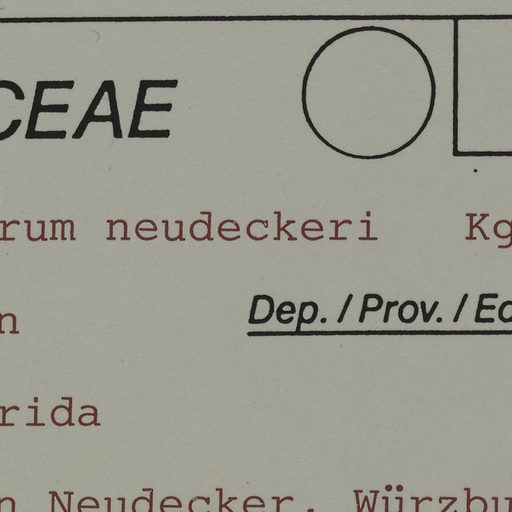 CEAE
rum neudeckeri Kg
n Dep. / Prov. / Ed
rida
n Neudecker, Würzbu